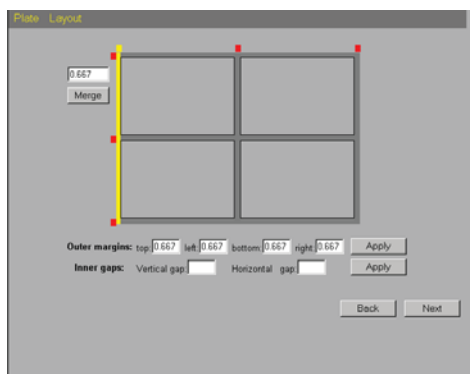 Plate Layout
0.667
Merge
Outer margins: top: 0.667 left: 0.667 bottom: 0.667 right: 0.667 Apply
Inner gaps: Vertical gap: Horizontal gap: Apply
Back Next